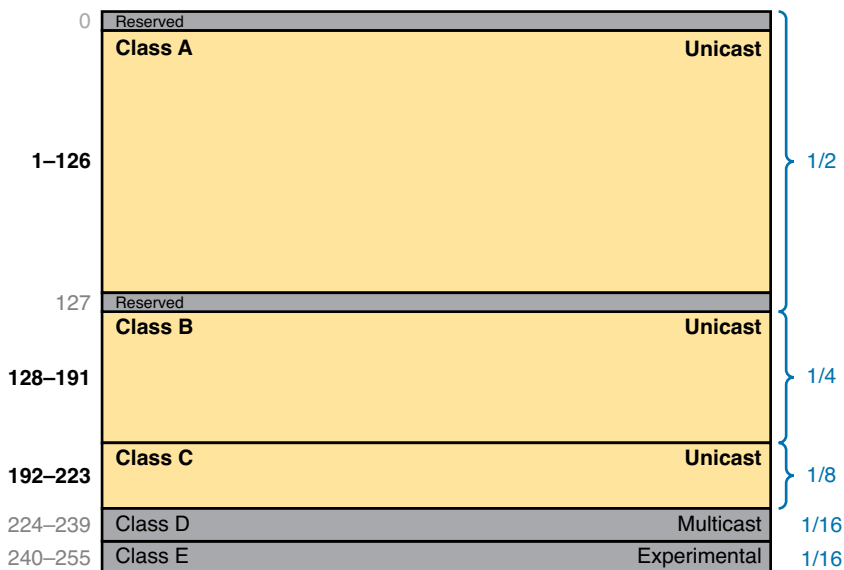 0 Reserved
Class A Unicast
1–126 1/2
127 Reserved
Class B Unicast
128–191 1/4
Class C Unicast
192–223 1/8
224–239 Class D Multicast 1/16
240–255 Class E Experimental 1/16